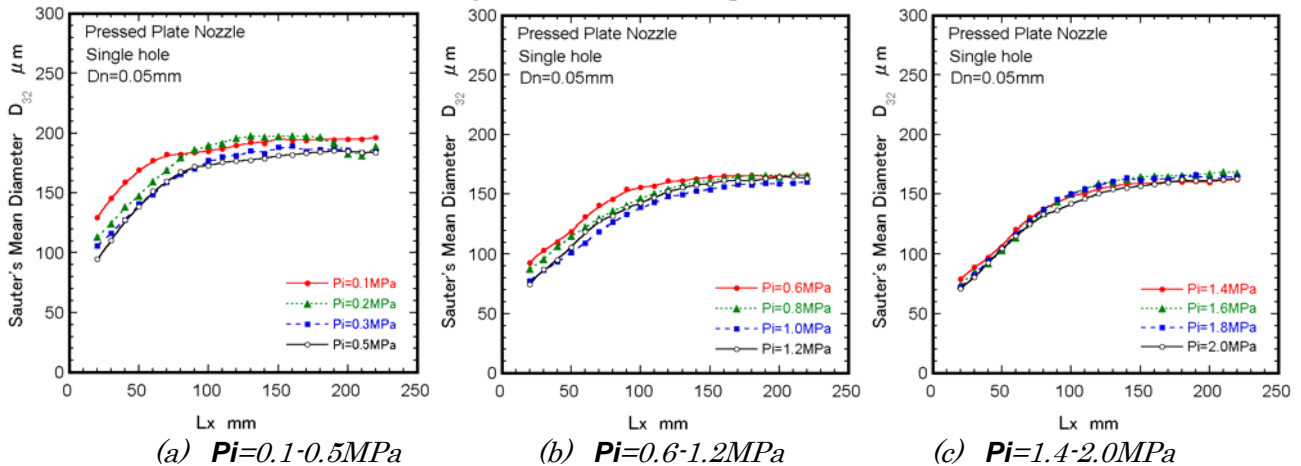 Pressed Plate Nozzle
Single hole
Dn=0.05mm
Sauter's Mean Diameter D32 μm
300
250
200
150
100
50
0
Pi=0.1MPa
Pi=0.2MPa
Pi=0.3MPa
Pi=0.5MPa
0 50 100 150 200 250
Lx mm
(a) Pi=0.1-0.5MPa
Pressed Plate Nozzle
Single hole
Dn=0.05mm
Sauter's Mean Diameter D32 μm
300
250
200
150
100
50
0
Pi=0.6MPa
Pi=0.8MPa
Pi=1.0MPa
Pi=1.2MPa
0 50 100 150 200 250
Lx mm
(b) Pi=0.6-1.2MPa
Pressed Plate Nozzle
Single hole
Dn=0.05mm
Sauter's Mean Diameter D32 μm
300
250
200
150
100
50
0
Pi=1.4MPa
Pi=1.6MPa
Pi=1.8MPa
Pi=2.0MPa
0 50 100 150 200 250
Lx mm
(c) Pi=1.4-2.0MPa